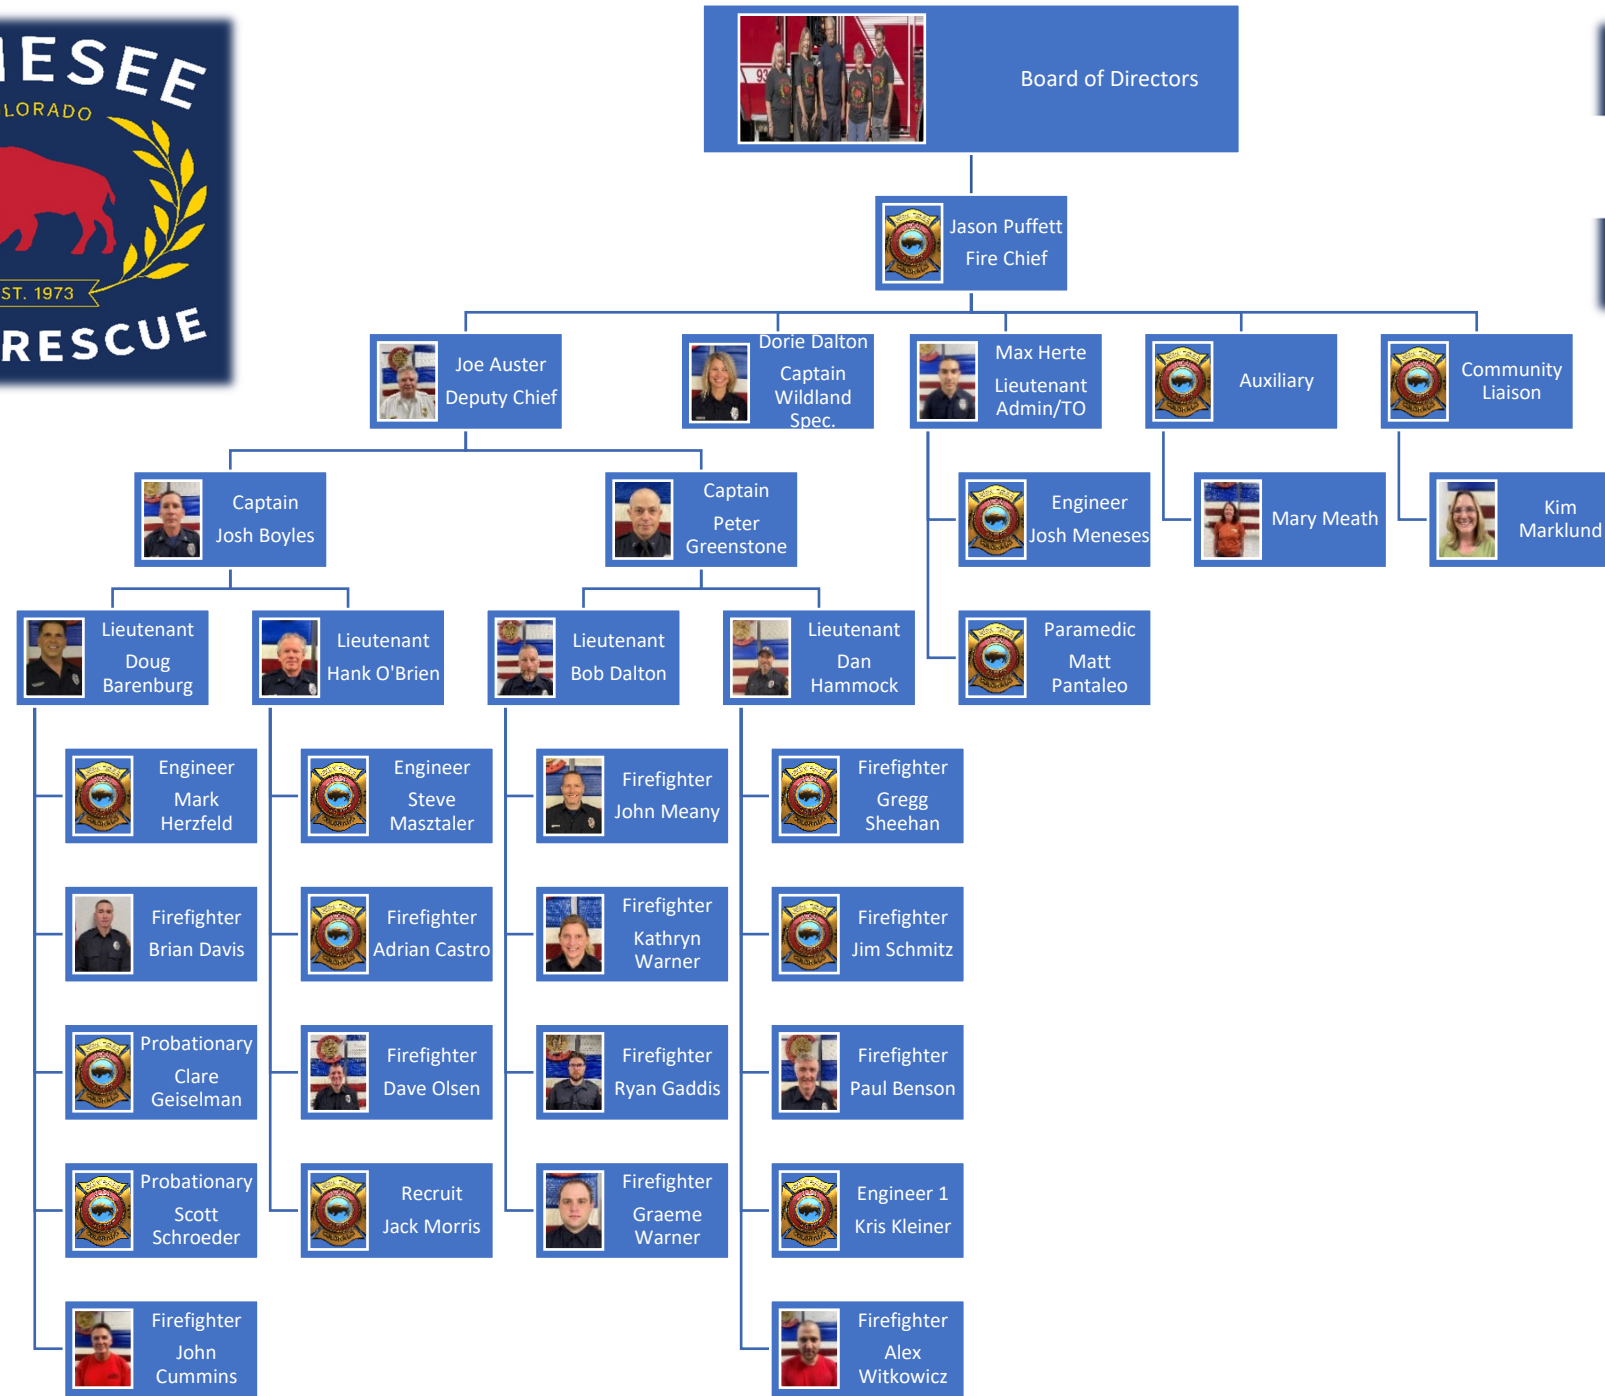 ESEE
LORADO
ST. 1973
RESCUE
93
Board of Directors
Jason Puffett
Fire Chief
Joe Auster
Deputy Chief
Dorie Dalton
Captain
Wildland
Spec.
Max Herte
Lieutenant
Admin/TO
Auxiliary
Community
Liaison
Captain
Josh Boyles
Captain
Peter
Greenstone
Engineer
Josh Meneses
Mary Meath
Kim
Marklund
Lieutenant
Doug
Barenburg
Lieutenant
Hank O'Brien
Lieutenant
Bob Dalton
Lieutenant
Dan
Hammock
Paramedic
Matt
Pantaleo
Engineer
Mark
Herzfeld
Engineer
Steve
Masztaler
Firefighter
John Meany
Firefighter
Gregg
Sheehan
Firefighter
Brian Davis
Firefighter
Adrian Castro
Firefighter
Kathryn
Warner
Firefighter
Jim Schmitz
Probationary
Clare
Geiselman
Firefighter
Dave Olsen
Firefighter
Ryan Gaddis
Firefighter
Paul Benson
Probationary
Scott
Schroeder
Recruit
Jack Morris
Firefighter
Graeme
Warner
Engineer 1
Kris Kleiner
Firefighter
John
Cummins
Firefighter
Alex
Witkowicz